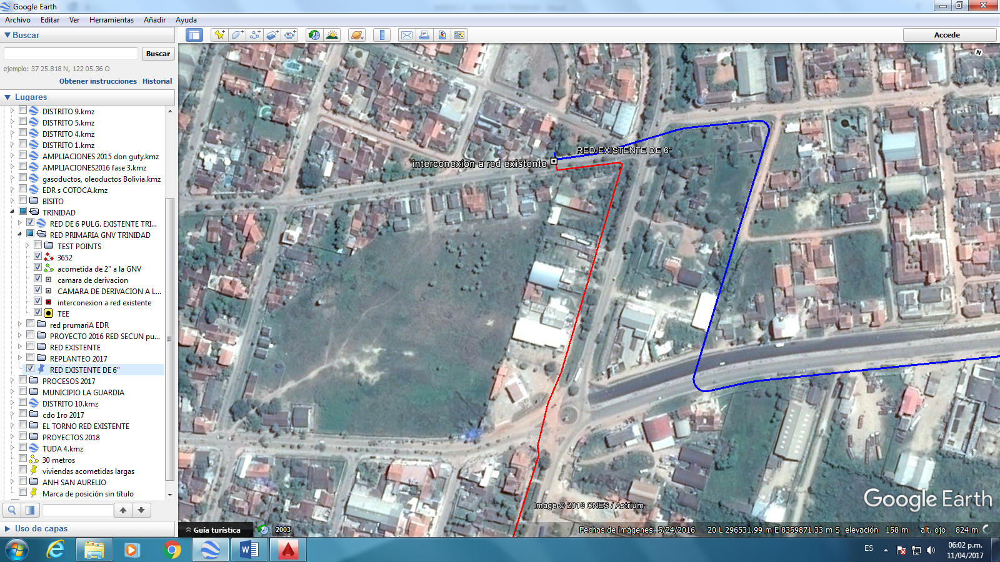 Google Earth
Archivo Editar Ver Herramientas Añadir Ayuda
Buscar
Accede
Buscar
ejemplo: 37 25.818 N, 122 05.36 O
Obtener instrucciones Historial
Lugares
DISTRITO 9.kmz
DISTRITO 5.kmz
DISTRITO 4.kmz
DISTRITO 1.kmz
AMPLIACIONES 2015 don guty.kmz
AMPLIACIONES2016 fase 3.kmz
gasoductos, oleoductos Bolivia.kmz
EDR s COTOCA.kmz
BISITO
TRINIDAD
RED DE 6 PULG. EXISTENTE TRI...
RED PRIMARIA GNV TRINIDAD
TEST POINTS
3652
acometida de 2" a la GNV
camara de derivacion
CAMARA DE DERIVACION A L...
interconexion a red existente
TEE
red prumariA EDR
PROYECTO 2016 RED SECUN pu...
RED EXISTENTE
REPLANTEO 2017
RED EXISTENTE DE 6"
PROCESOS 2017
MUNICIPIO LA GUARDIA
DISTRITO 10.kmz
cdo 1ro 2017
EL TORNO RED EXISTENTE
PROYECTOS 2018
TUDA 4.kmz
30 metros
viviendas acometidas largas
ANH SAN AURELIO
Marca de posición sin título
Uso de capas
N
RED EXISTENTE DE 6"
interconexion a red existente
Image © 2016 CNES / Astrium
Google Earth
Guía turística 2003
Fechas de imágenes: 5/24/2016 20 L 296531.99 m E 8359871.33 m S elevación 158 m alt. ojo 824 m
ES
06:02 p.m.
11/04/2017